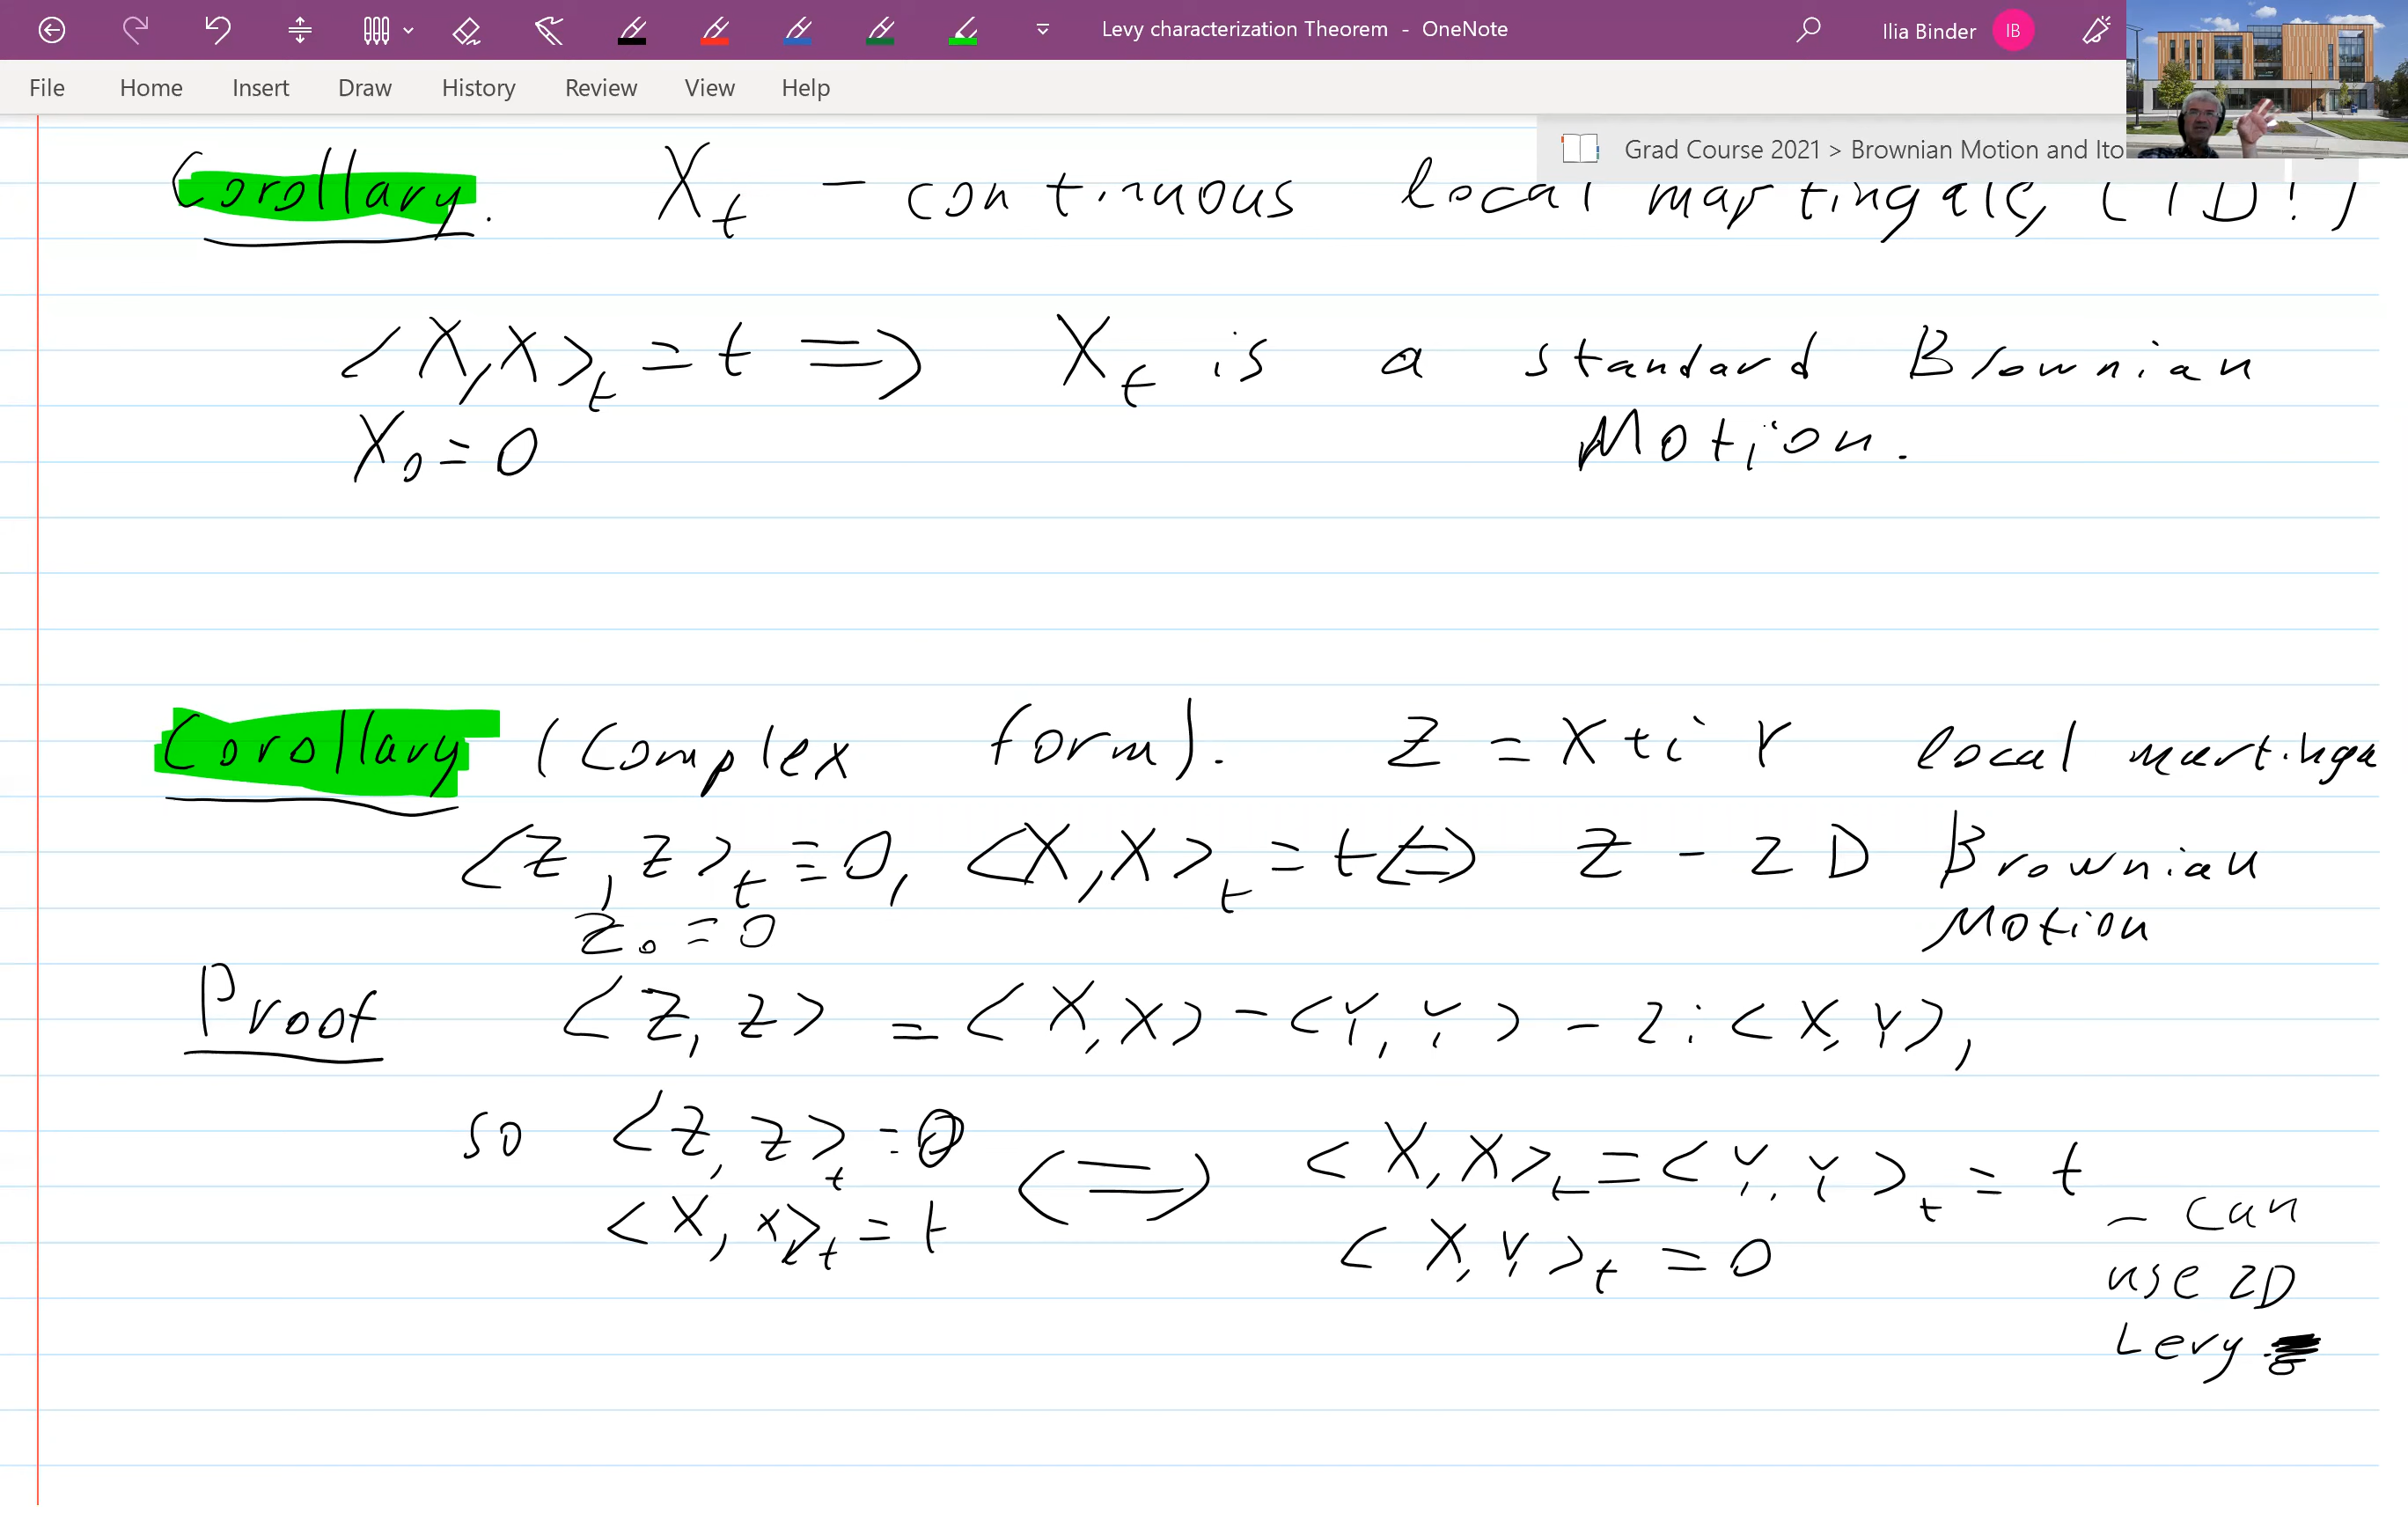 Levy characterization Theorem - OneNote
Ilia Binder IB
File Home Insert Draw History Review View Help
Grad Course 2021 > Brownian Motion and Ito
Corollary. X_t - continuous local martingale, (1D!)
<X,X>_t = t => X_t is a standard Brownian
X_0 = 0 Motion.
Corollary (Complex form). Z = X+iY local martinga
<Z,Z>_t ≡ 0, <X,X>_t = t <=> Z - 2D Brownian
Z_0 = 0 Motion
Proof <Z,Z> = <X,X> - <Y,Y> - 2i<X,Y>,
so <Z,Z>_t = 0 <=> <X,X>_t = <Y,Y>_t = t
<X,X>_t = t <X,Y>_t = 0
- can
use 2D
Levy.